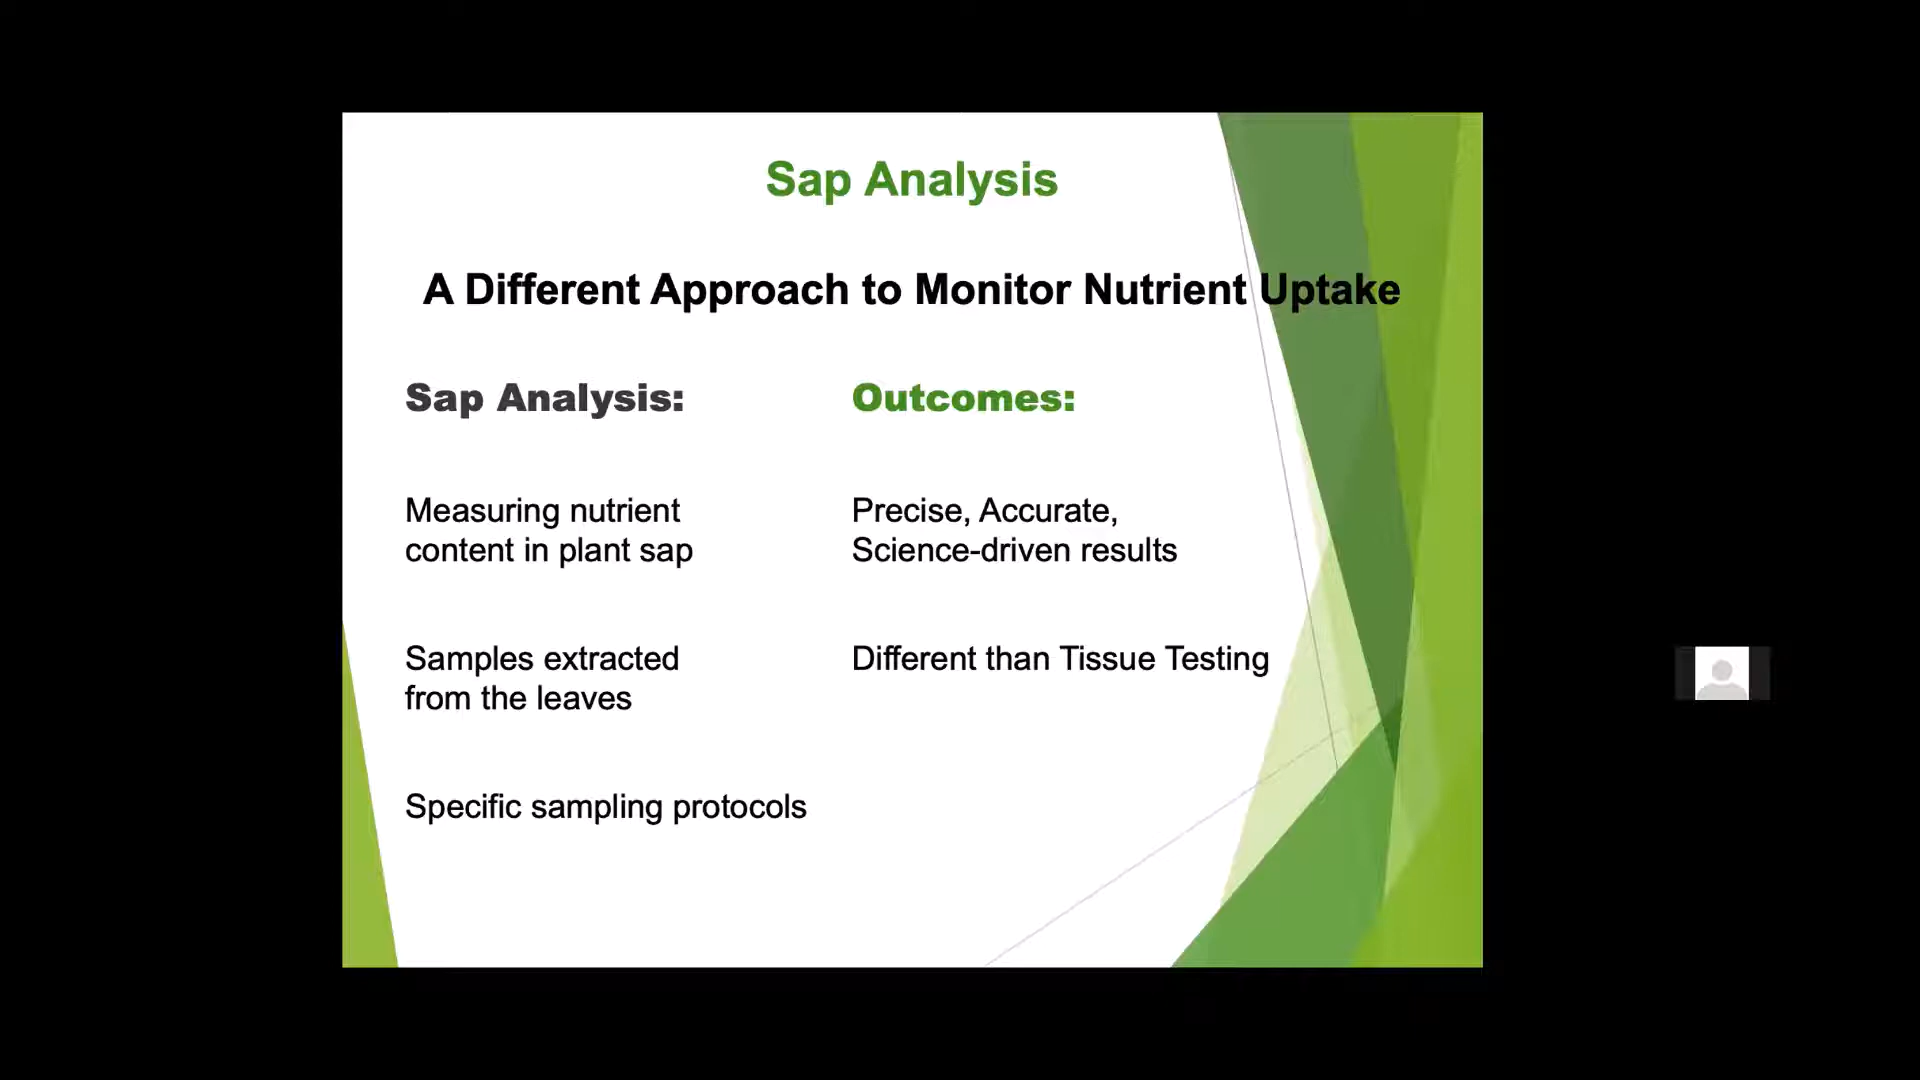 Sap Analysis
A Different Approach to Monitor Nutrient Uptake
Sap Analysis:
Measuring nutrient
content in plant sap
Samples extracted
from the leaves
Specific sampling protocols
Outcomes:
Precise, Accurate,
Science-driven results
Different than Tissue Testing